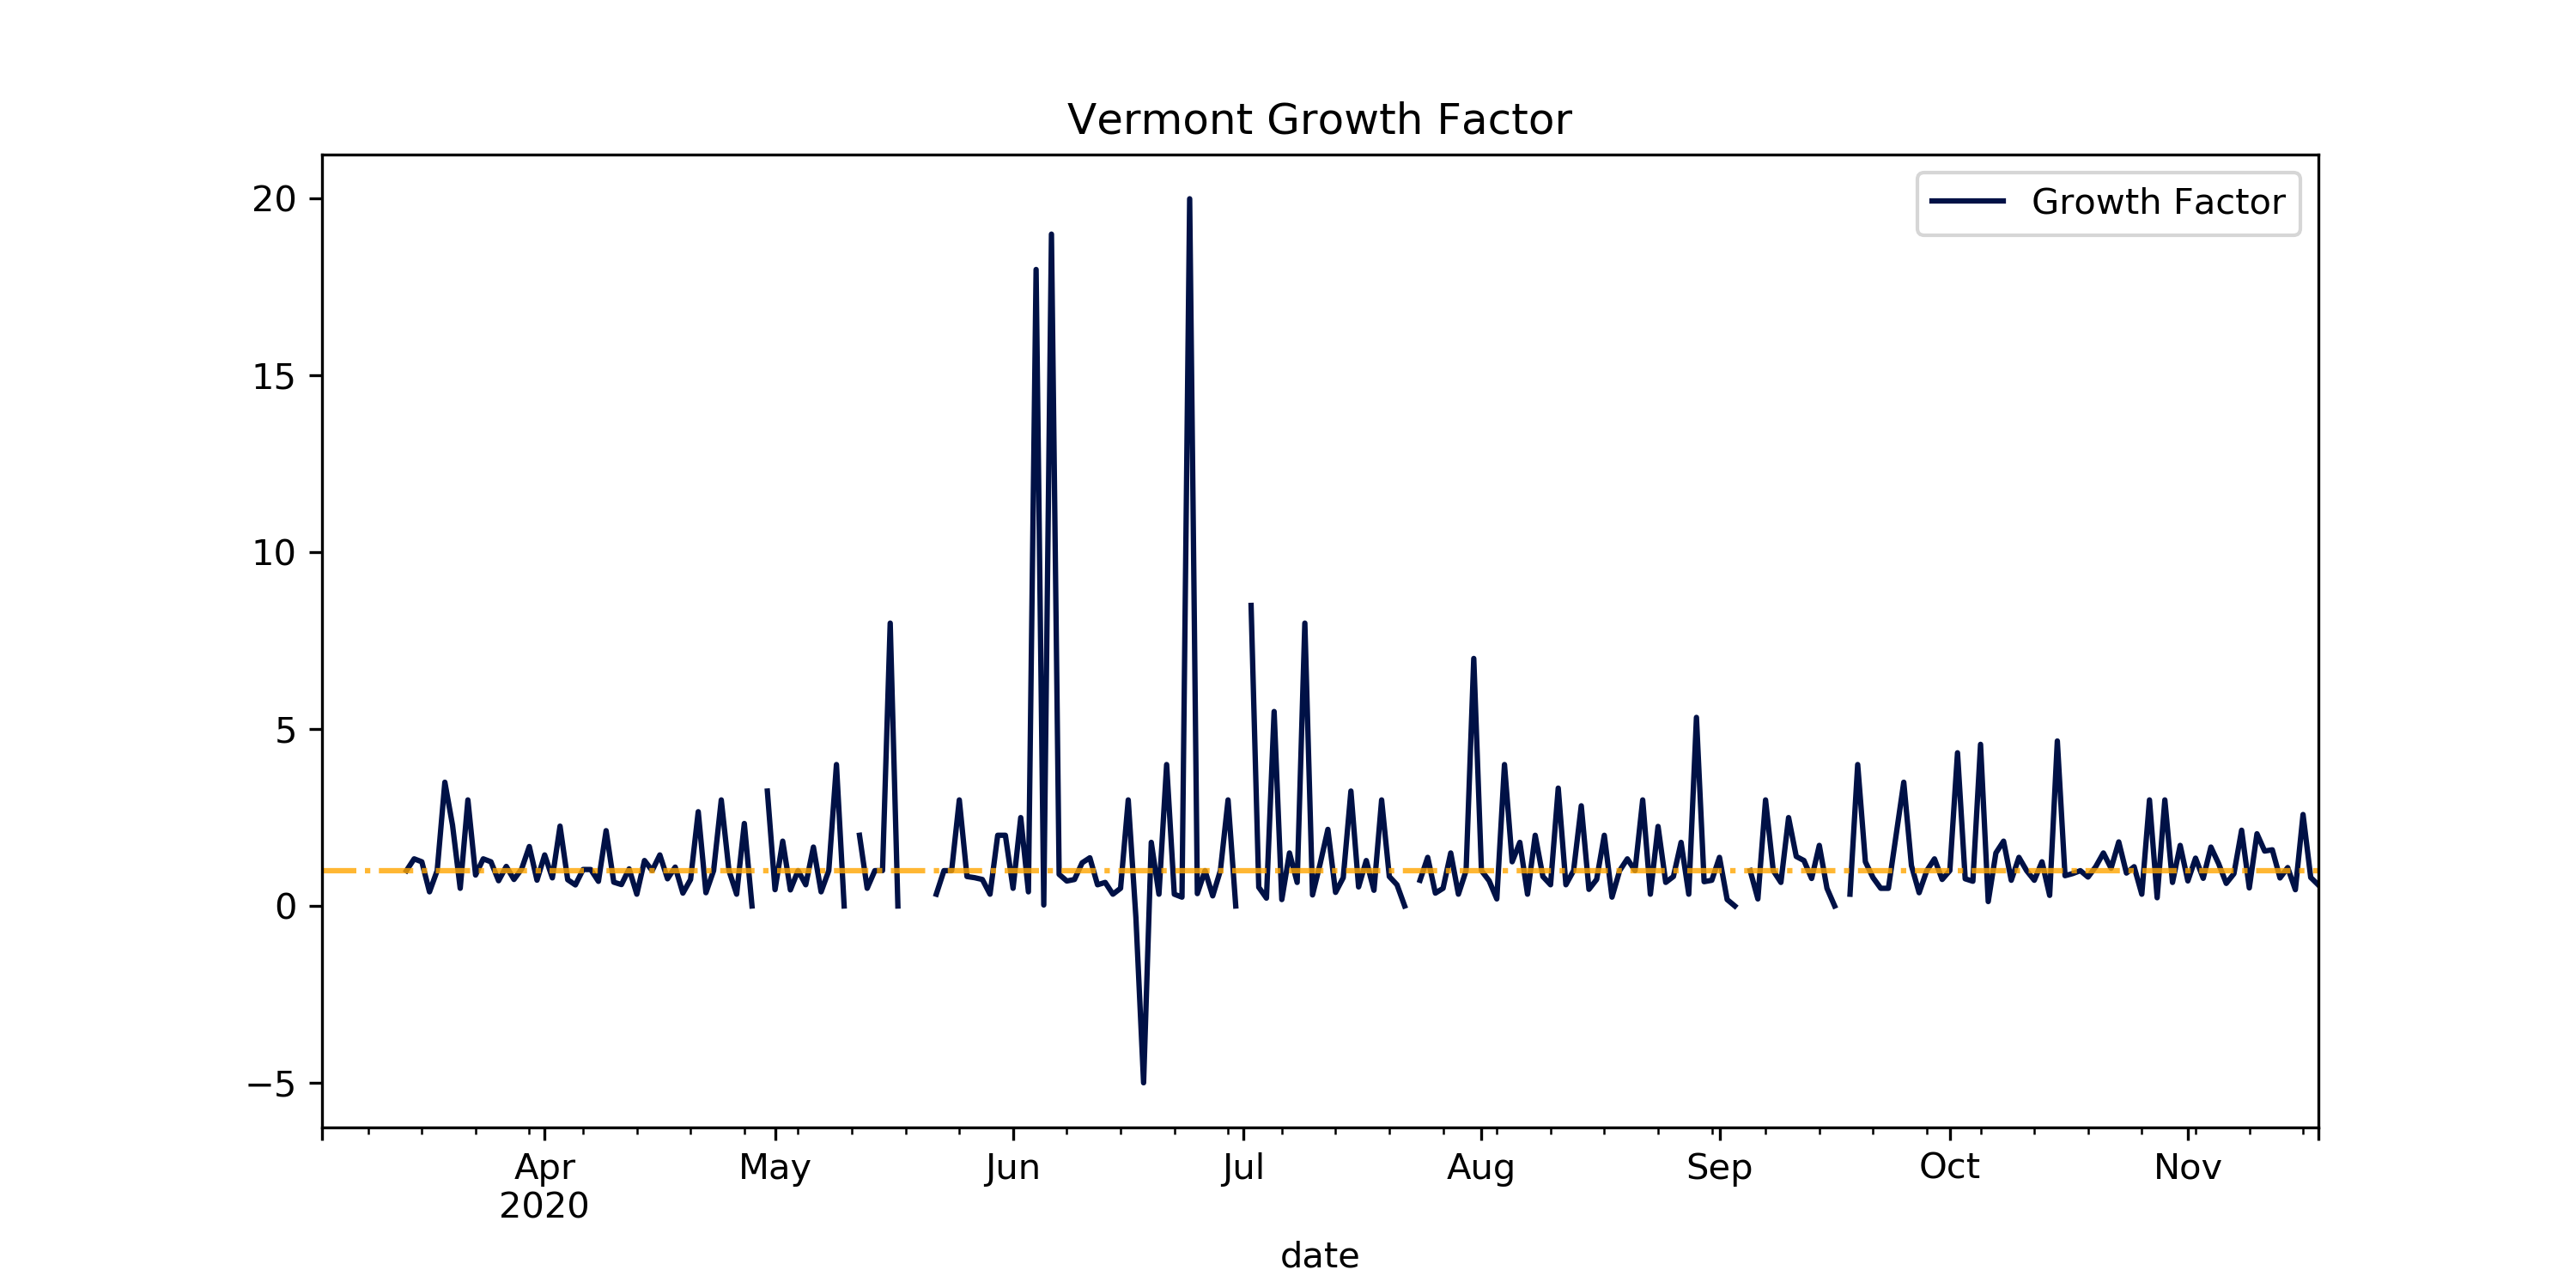 Vermont Growth Factor
Growth Factor
20
15
10
5
0
−5
Apr
2020
May
Jun
Jul
Aug
Sep
Oct
Nov
date